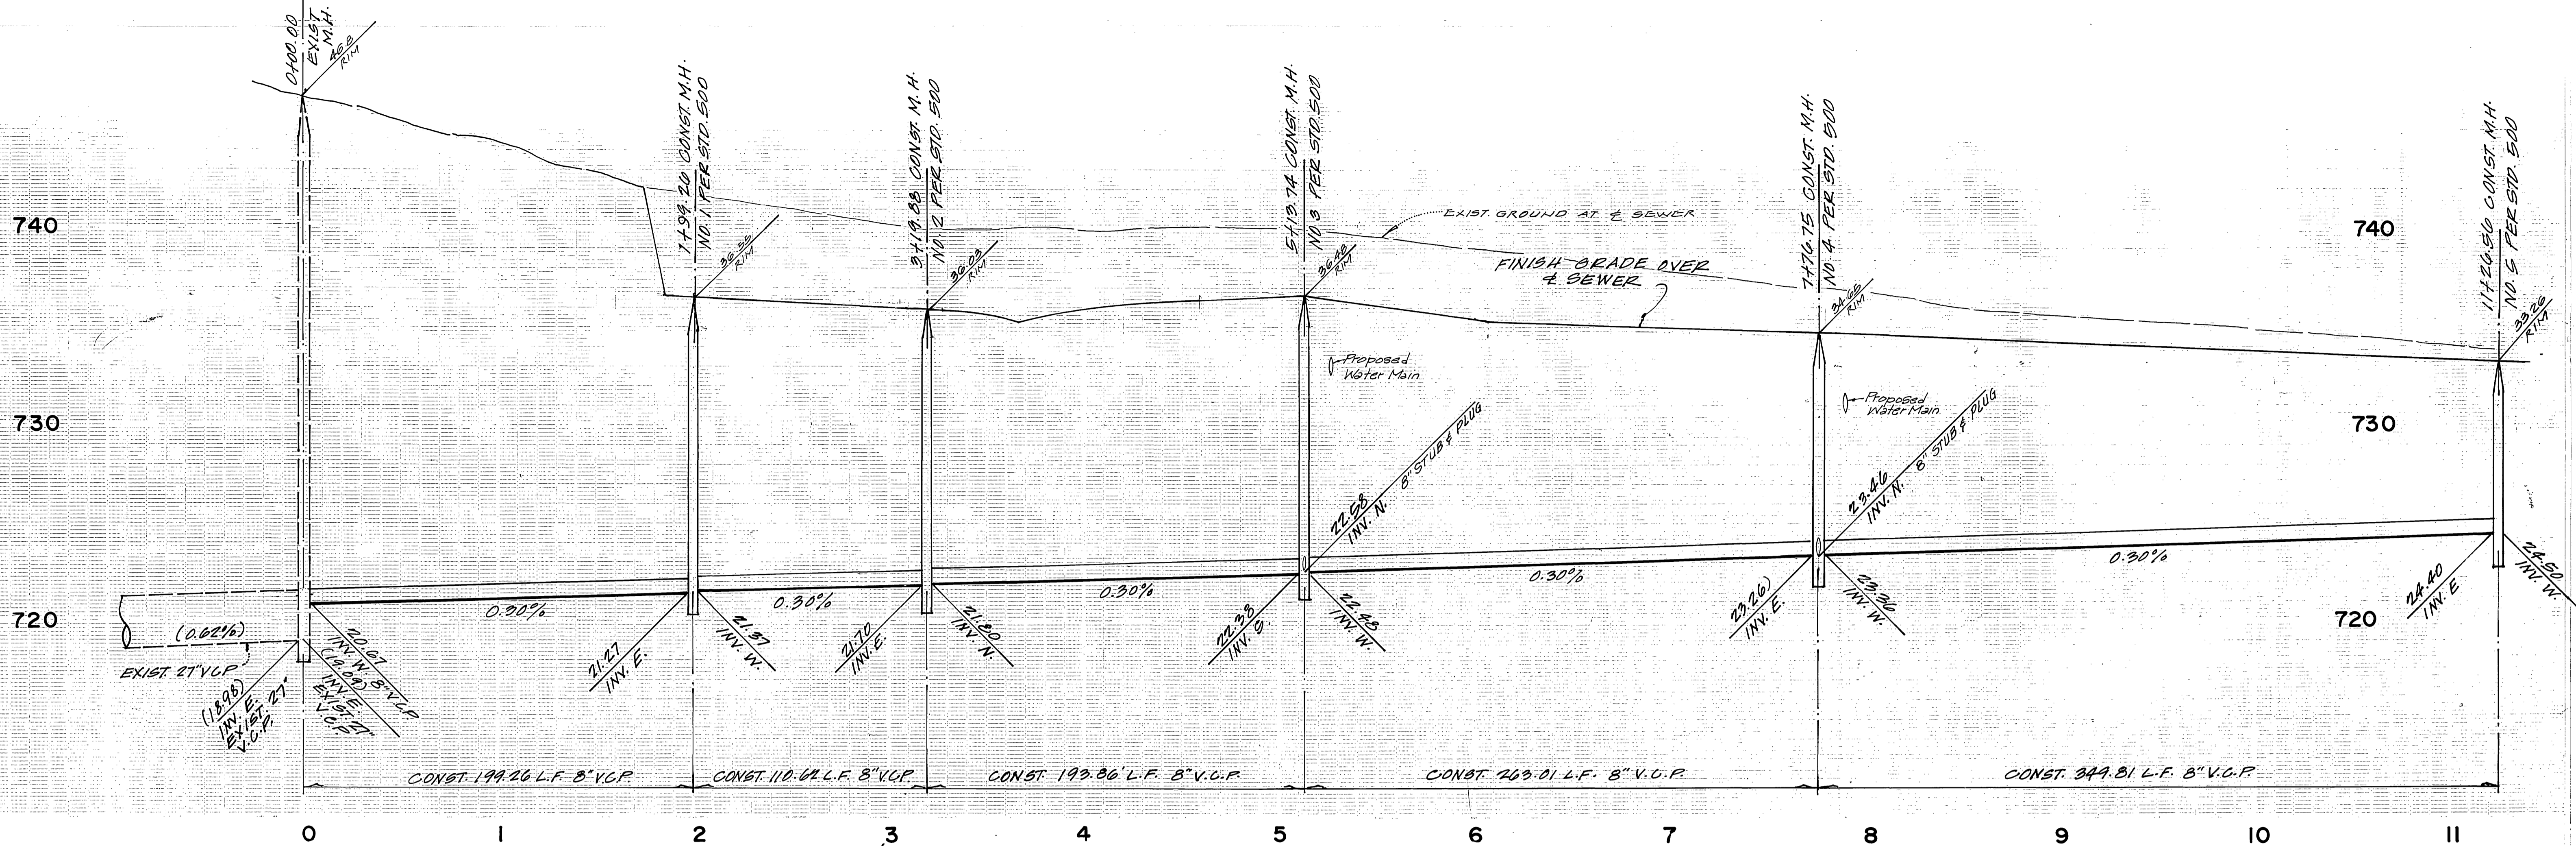 0+00.00
EXIST
M.H.
46.8
RIM
1+99.26 CONST. M.H.
NO. 1 PER STD. 500
36.55
RIM
3+19.88 CONST. M.H.
NO. 2 PER STD. 500
36.03
RIM
5+13.74 CONST. M.H.
NO 3 PER STD. 500
36.48
RIM
7+76.75 CONST. M.H.
NO. 4 PER STD. 500
34.65
RIM
11+26.56 CONST. M.H.
NO. 5 PER STD. 500
33.26
RIM
740
740
EXIST. GROUND AT ℄ SEWER
FINISH GRADE OVER
℄ SEWER
Proposed
Water Main
Proposed
Water Main
730
730
22.58
INV. N.
8" STUB & PLUG
23.46
INV. N.
8" STUB & PLUG
0.30%
0.30%
0.30%
0.30%
0.30%
720
720
(0.62%)
EXIST. 27" V.C.P.
(18.98)
INV. E.
EXIST. 27"
V.C.P.
20.67
INV. W. 8" V.C.P.
(19.09)
INV. E.
EXIST. 27"
V.C.P.
21.27
INV. E.
21.37
INV. W.
21.70
INV. E.
21.80
INV. N.
22.38
INV. S.
22.48
INV. W.
23.26)
INV. E.
23.36
INV. W.
24.40
INV. E
24.50
INV. W.
CONST. 199.26 L.F. 8" V.C.P.
CONST. 110.62 L.F. 8" V.C.P.
CONST. 193.86' L.F. 8" V.C.P.
CONST. 263.01 L.F. 8" V.C.P.
CONST. 349.81 L.F. 8" V.C.P.
0 1 2 3 4 5 6 7 8 9 10 11